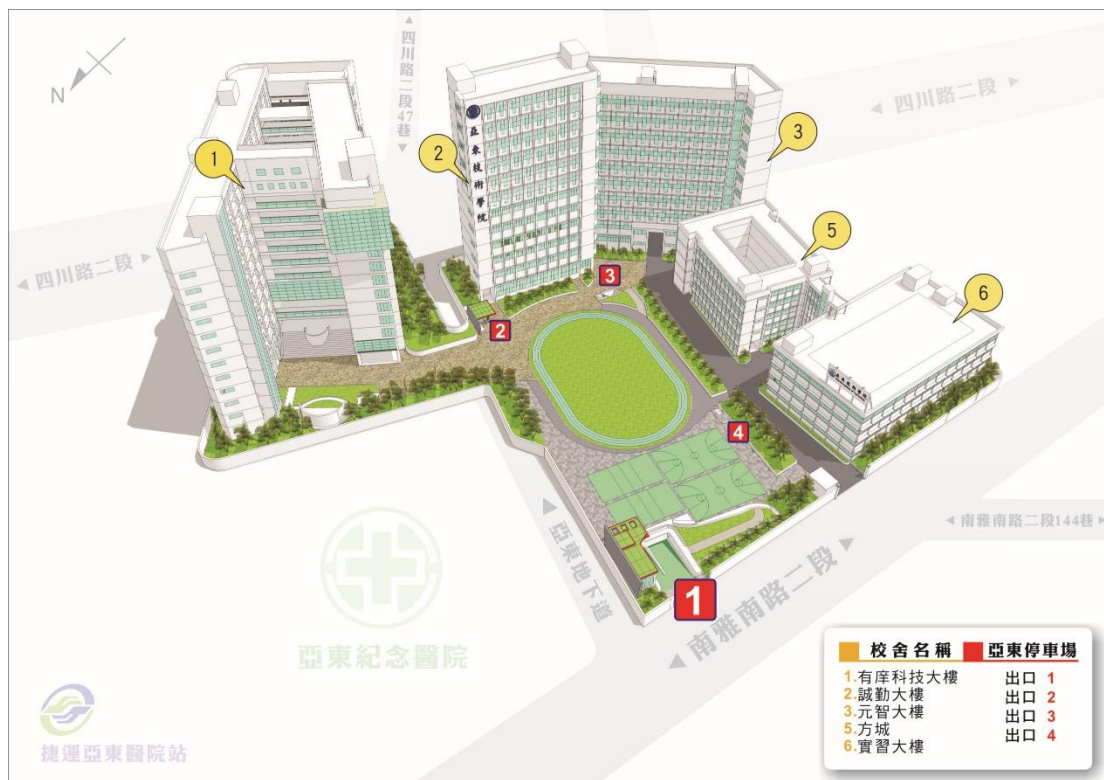 N
四川路二段47巷
四川路二段
四川路二段
1
2
3
5
6
亞東技術學院
3
2
4
1
南雅南路二段144巷
亞東地下道
南雅南路二段
亞東紀念醫院
捷運亞東醫院站
校舍名稱 亞東停車場
1.有庠科技大樓 出口 1
2.誠勤大樓 出口 2
3.元智大樓 出口 3
5.方城 出口 4
6.實習大樓